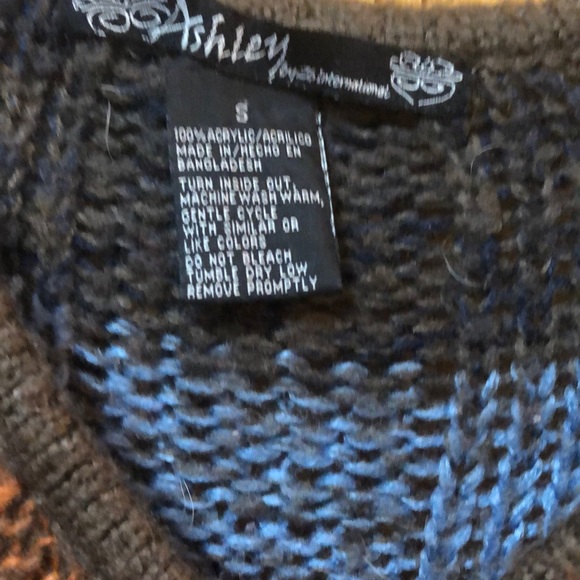 Ashley
by 26 international
S
100% ACRYLIC/ACRILICO
MADE IN/HECHO EN
BANGLADESH
TURN INSIDE OUT
MACHINE WASH WARM,
GENTLE CYCLE
WITH SIMILAR OR
LIKE COLORS
DO NOT BLEACH
TUMBLE DRY LOW
REMOVE PROMPTLY